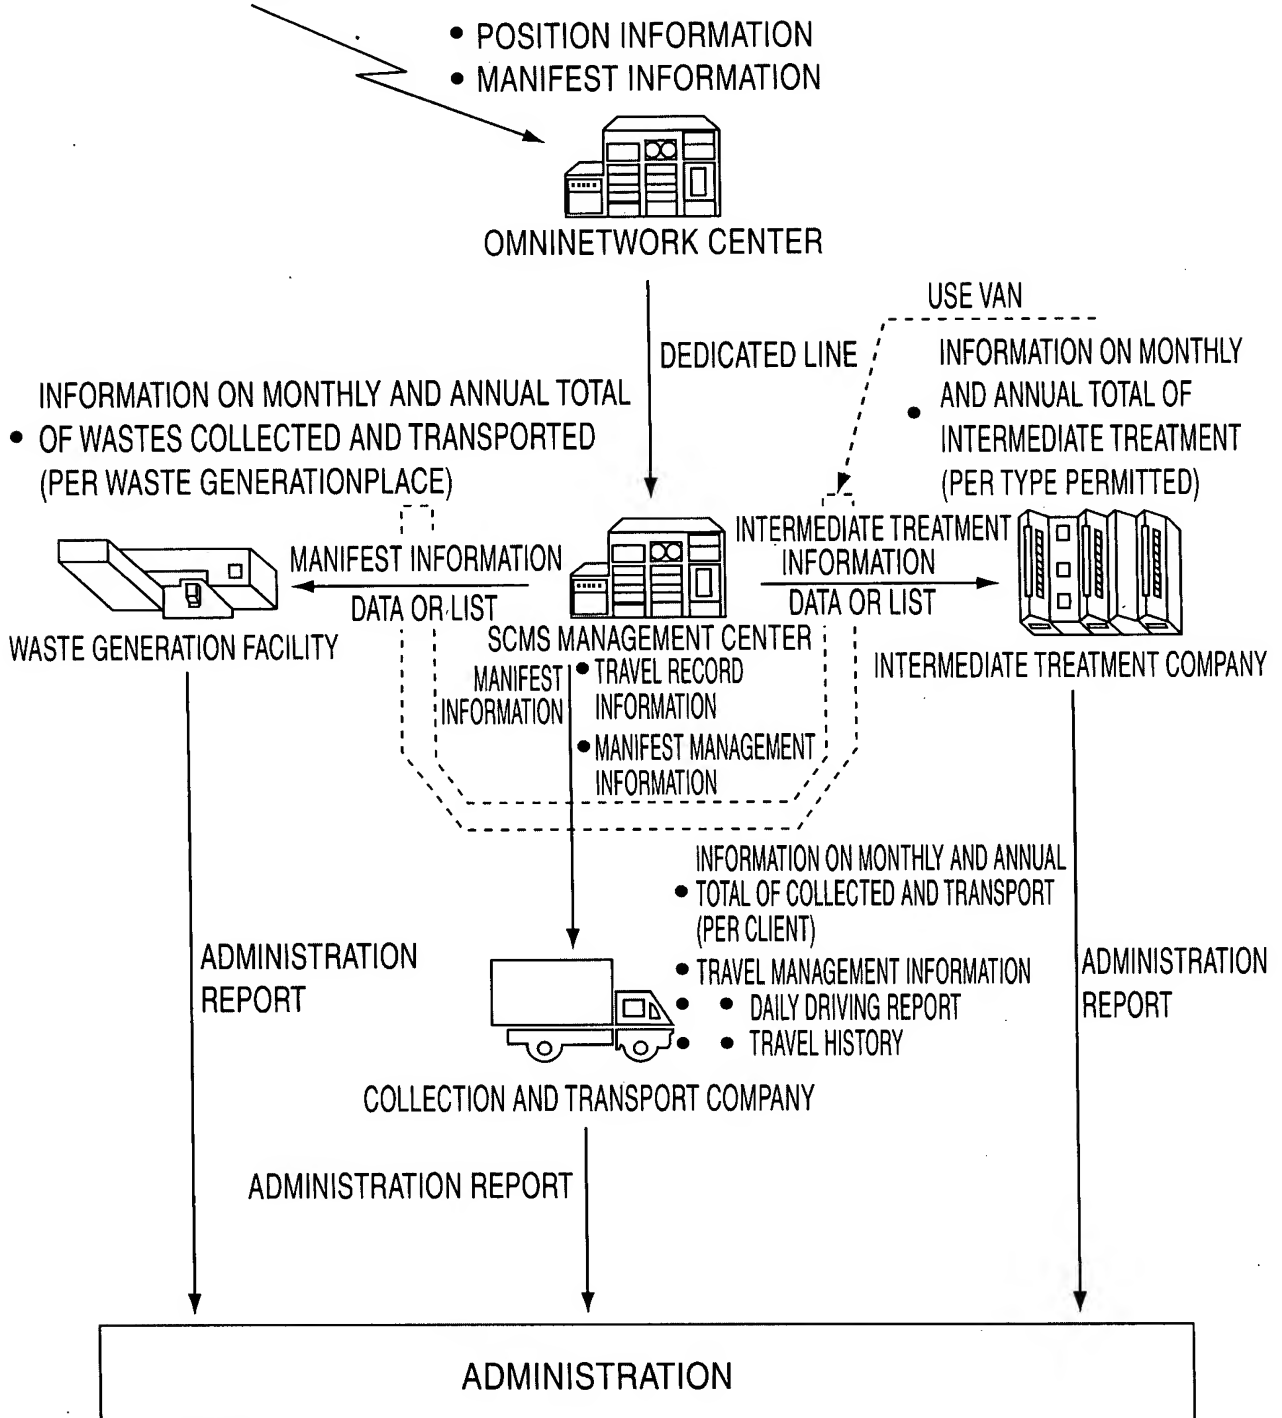 • POSITION INFORMATION
• MANIFEST INFORMATION
OMNINETWORK CENTER
USE VAN
DEDICATED LINE
INFORMATION ON MONTHLY
AND ANNUAL TOTAL OF
• INTERMEDIATE TREATMENT
(PER TYPE PERMITTED)
INFORMATION ON MONTHLY AND ANNUAL TOTAL
• OF WASTES COLLECTED AND TRANSPORTED
(PER WASTE GENERATIONPLACE)
MANIFEST INFORMATION
DATA OR LIST
INTERMEDIATE TREATMENT
INFORMATION
DATA OR LIST
WASTE GENERATION FACILITY
SCMS MANAGEMENT CENTER
INTERMEDIATE TREATMENT COMPANY
MANIFEST
INFORMATION
• TRAVEL RECORD
INFORMATION
• MANIFEST MANAGEMENT
INFORMATION
INFORMATION ON MONTHLY AND ANNUAL
• TOTAL OF COLLECTED AND TRANSPORT
(PER CLIENT)
• TRAVEL MANAGEMENT INFORMATION
• • DAILY DRIVING REPORT
• • TRAVEL HISTORY
ADMINISTRATION
REPORT
ADMINISTRATION
REPORT
COLLECTION AND TRANSPORT COMPANY
ADMINISTRATION REPORT
ADMINISTRATION